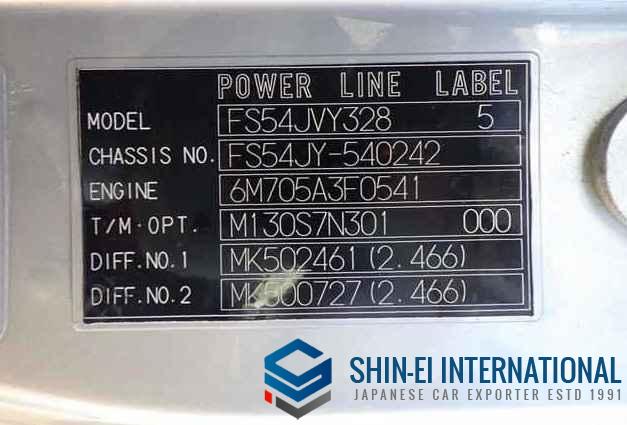 POWER LINE LABEL
MODEL FS54JVY328 5
CHASSIS NO. FS54JY-540242
ENGINE 6M705A3F0541
T/M·OPT. M130S7N301 000
DIFF.NO.1 MK502461(2.466)
DIFF.NO.2 MK500727(2.466)
SHIN-EI INTERNATIONAL
JAPANESE CAR EXPORTER ESTD 1991